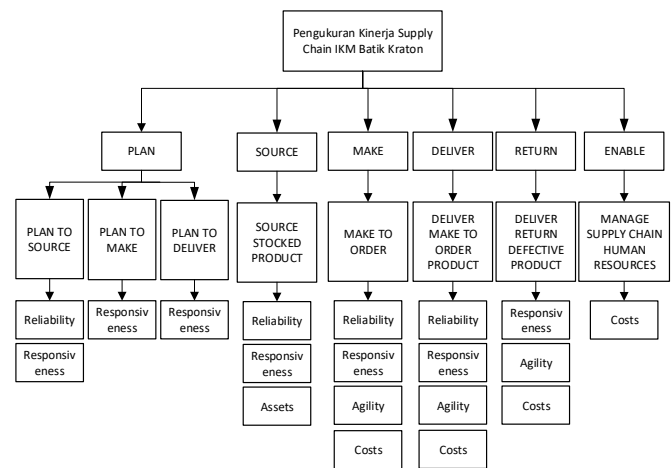 Pengukuran Kinerja Supply
Chain IKM Batik Kraton
PLAN
SOURCE
MAKE
DELIVER
RETURN
ENABLE
PLAN TO
SOURCE
PLAN TO
MAKE
PLAN TO
DELIVER
SOURCE
STOCKED
PRODUCT
MAKE TO
ORDER
DELIVER
MAKE TO
ORDER
PRODUCT
DELIVER
RETURN
DEFECTIVE
PRODUCT
MANAGE
SUPPLY CHAIN
HUMAN
RESOURCES
Reliability
Responsiv
eness
Responsiv
eness
Responsiv
eness
Reliability
Responsiv
eness
Assets
Reliability
Responsiv
eness
Agility
Costs
Reliability
Responsiv
eness
Agility
Costs
Responsiv
eness
Agility
Costs
Costs